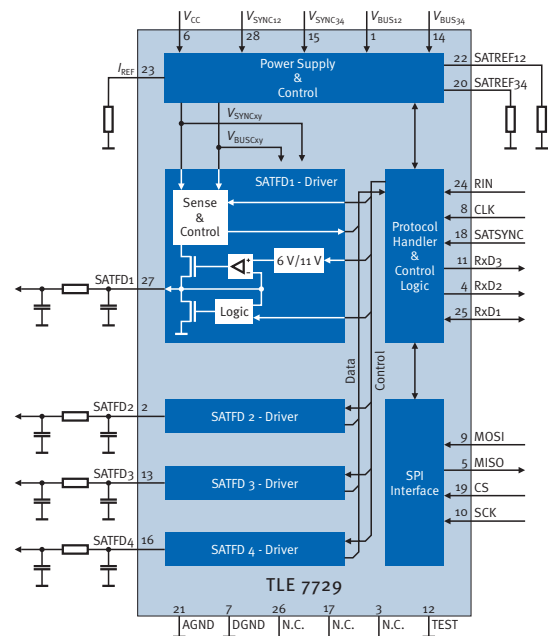 VCC VSYNC12 VSYNC34 VBUS12 VBUS34
6 28 15 1 14
IREF 23
Power Supply
&
Control
22 SATREF12
20 SATREF34
VSYNCxy
VBUSCxy
SATFD1 - Driver
Sense
&
Control
6 V/11 V
+
-
Logic
SATFD1 27
Protocol
Handler
&
Control
Logic
24 RIN
8 CLK
18 SATSYNC
11 RxD3
4 RxD2
25 RxD1
Data
Control
SATFD2 2
SATFD 2 - Driver
SATFD3 13
SATFD 3 - Driver
SATFD4 16
SATFD 4 - Driver
SPI
Interface
9 MOSI
5 MISO
19 CS
10 SCK
TLE 7729
21 7 26 17 3 12
AGND DGND N.C. N.C. N.C. TEST